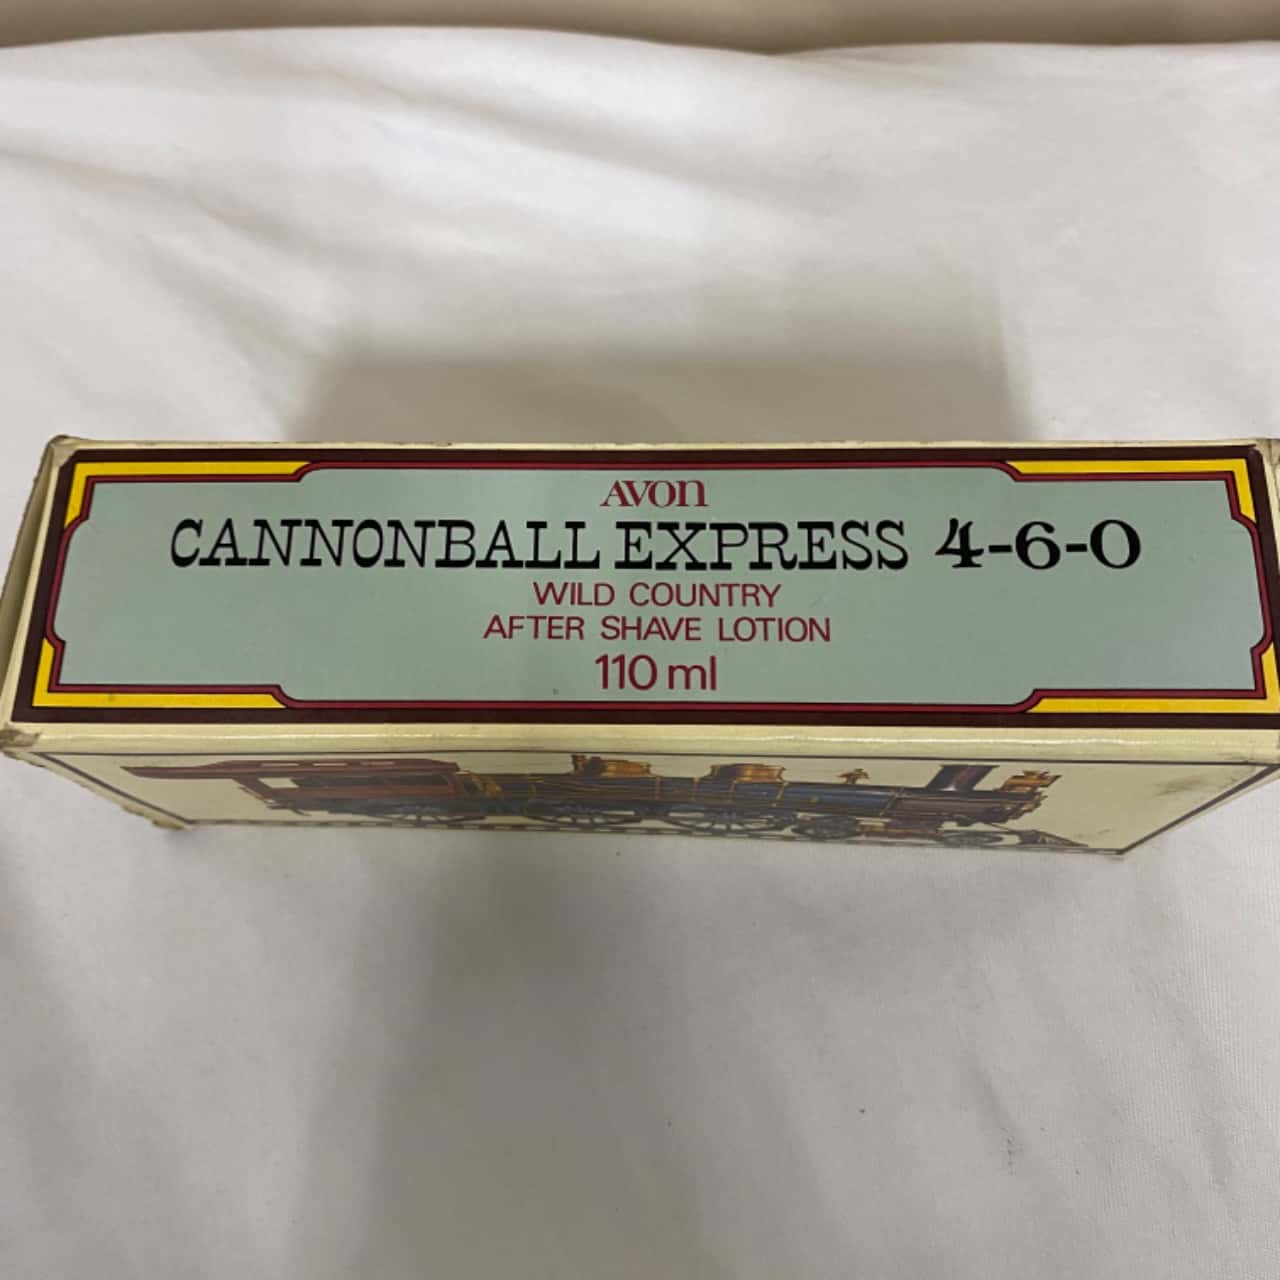 AVON
CANNONBALL EXPRESS 4-6-0
WILD COUNTRY
AFTER SHAVE LOTION
110 ml